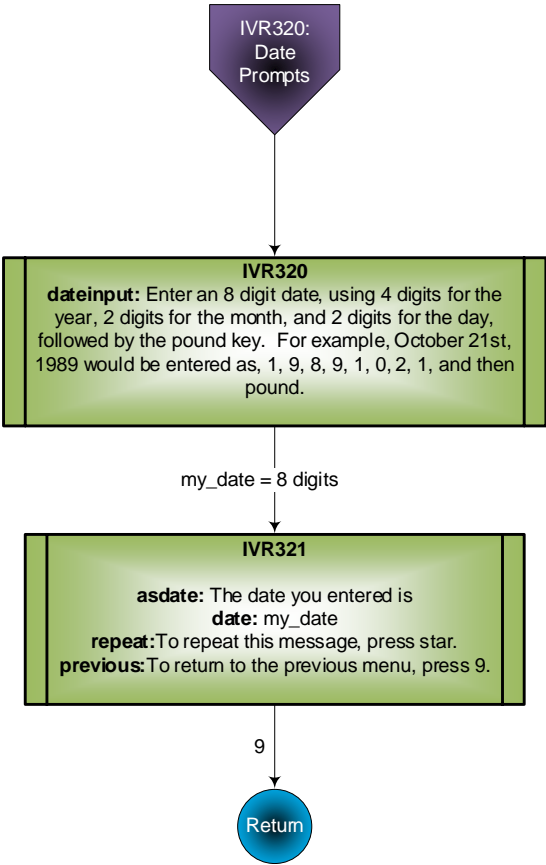 IVR320:
Date
Prompts
IVR320
dateinput: Enter an 8 digit date, using 4 digits for the
year, 2 digits for the month, and 2 digits for the day,
followed by the pound key.  For example, October 21st,
1989 would be entered as, 1, 9, 8, 9, 1, 0, 2, 1, and then
pound.
my_date = 8 digits
IVR321
asdate: The date you entered is
date: my_date
repeat:To repeat this message, press star.
previous:To return to the previous menu, press 9.
9
Return